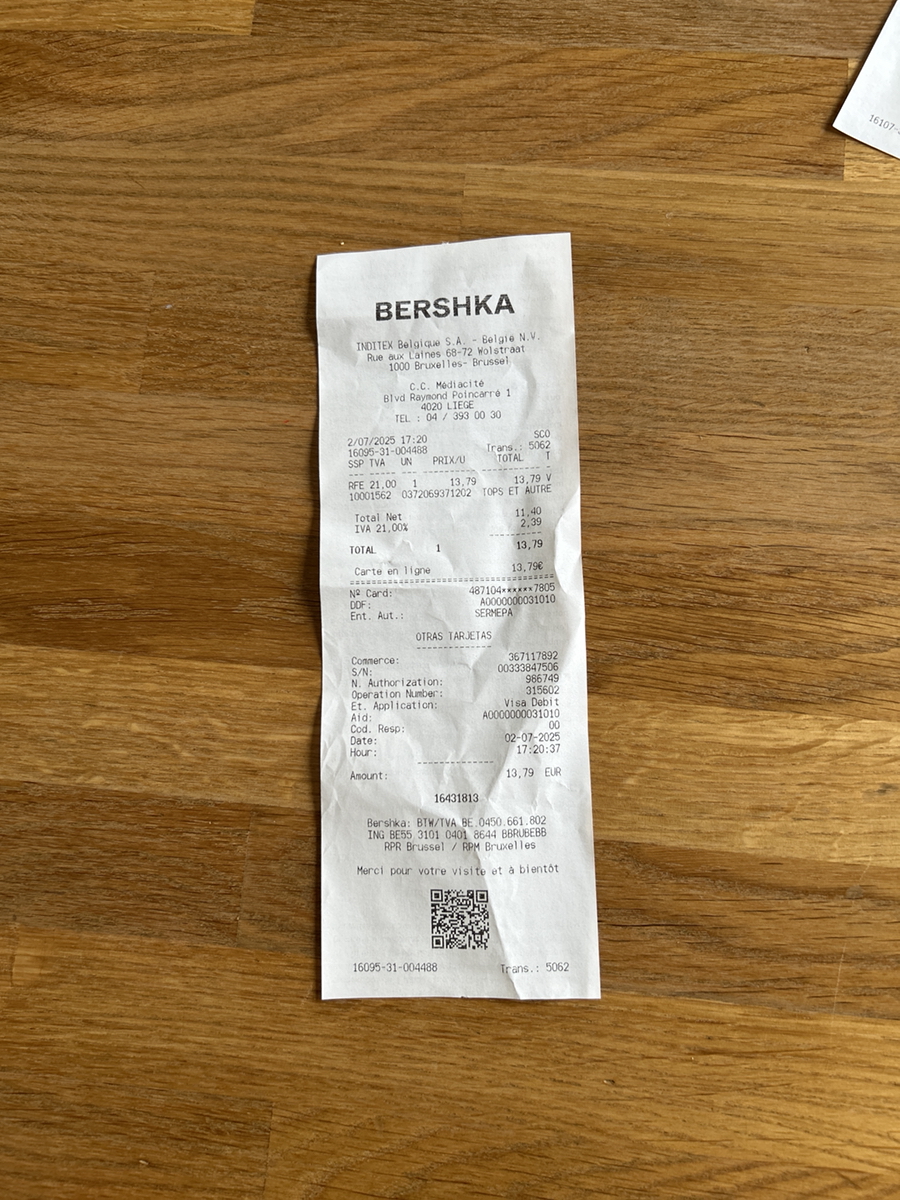 BERSHKA
INDITEX Belgique S.A. - Belgie N.V.
Rue aux Laines 68-72 Wolstraat
1000 Bruxelles- Brussel
C.C. Médiacité
Blvd Raymond Poincarré 1
4020 LIEGE
TEL : 04 / 393 00 30
2/07/2025 17:20 SCO
16095-31-004488 Trans.: 5062
SSP TVA UN PRIX/U TOTAL T
RFE 21,00 1 13,79 13,79 V
10001562 0372069371202 TOPS ET AUTRE
Total Net 11,40
IVA 21,00% 2,39
TOTAL 1 13,79
Carte en ligne 13,79€
Nº Card: 487104******7805
DDF: A0000000031010
Ent. Aut.: SERMEPA
OTRAS TARJETAS
Commerce: 367117892
S/N: 00333847506
N. Authorization: 986749
Operation Number: 315602
Et. Application: Visa Debit
Aid: A0000000031010
Cod. Resp: 00
Date: 02-07-2025
Hour: 17:20:37
Amount: 13,79 EUR
16431813
Bershka: BTW/TVA BE 0450.661.802
ING BE55 3101 0401 8644 BBRUBEBB
RPR Brussel / RPM Bruxelles
Merci pour votre visite et à bientôt
16095-31-004488 Trans.: 5062